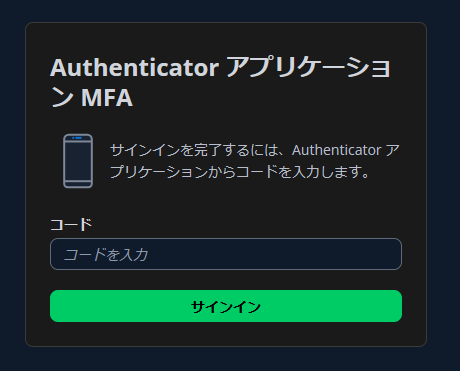 Authenticator アプリケーショ
ン MFA
サインインを完了するには、Authenticator ア
プリケーションからコードを入力します。
コード
コードを入力
サインイン